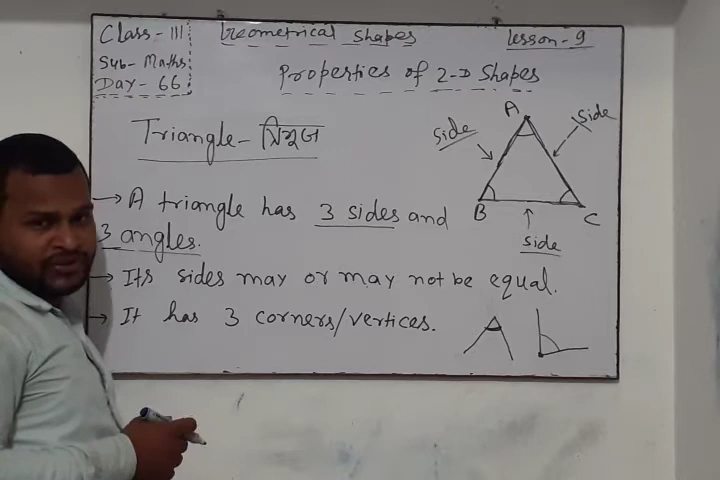 Class - III
Sub - Maths
Day - 66
Geometrical shapes
Lesson - 9
Properties of 2-D Shapes
Triangle - ত্রিভূজ
A
side
side
B
C
side
→ A triangle has 3 sides and
3 angles.
→ Its sides may or may not be equal.
→ It has 3 corners/vertices.